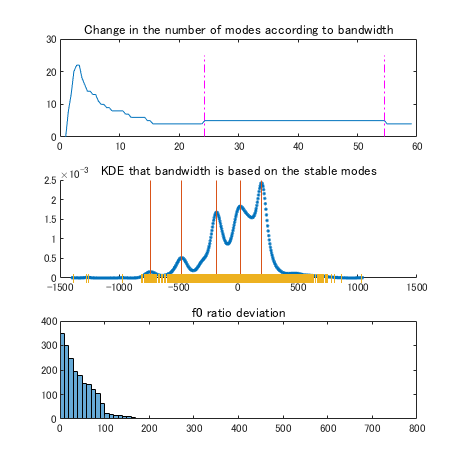 Change in the number of modes according to bandwidth
30
20
10
0
0 10 20 30 40 50 60
KDE that bandwidth is based on the stable modes
×10⁻³
2.5
2
1.5
1
0.5
0
−1500 −1000 −500 0 500 1000 1500
f0 ratio deviation
400
300
200
100
0
0 100 200 300 400 500 600 700 800